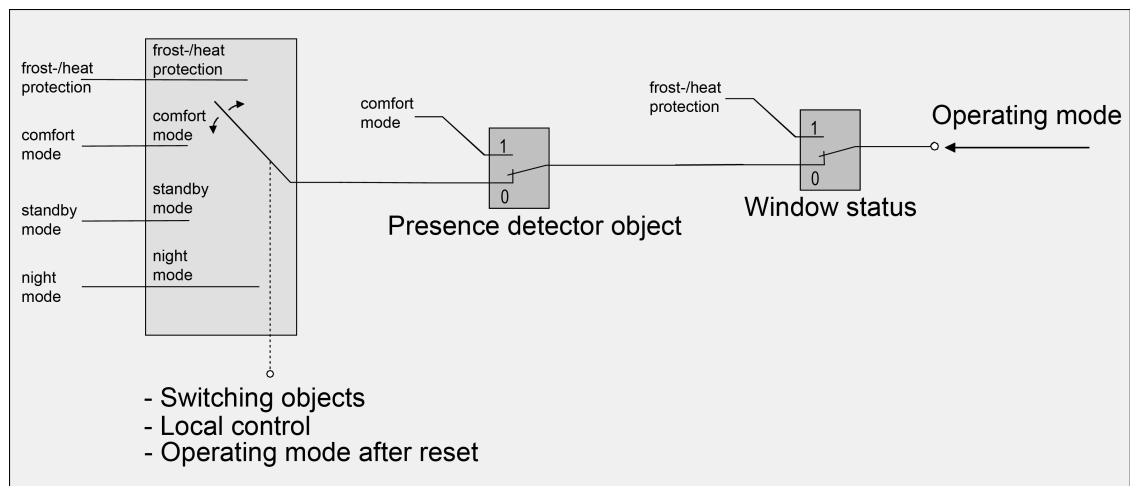 frost-/heat
protection
comfort
mode
standby
mode
night
mode
frost-/heat
protection
comfort
mode
standby
mode
night
mode
- Switching objects
- Local control
- Operating mode after reset
comfort
mode
1
0
Presence detector object
frost-/heat
protection
1
0
Window status
Operating mode